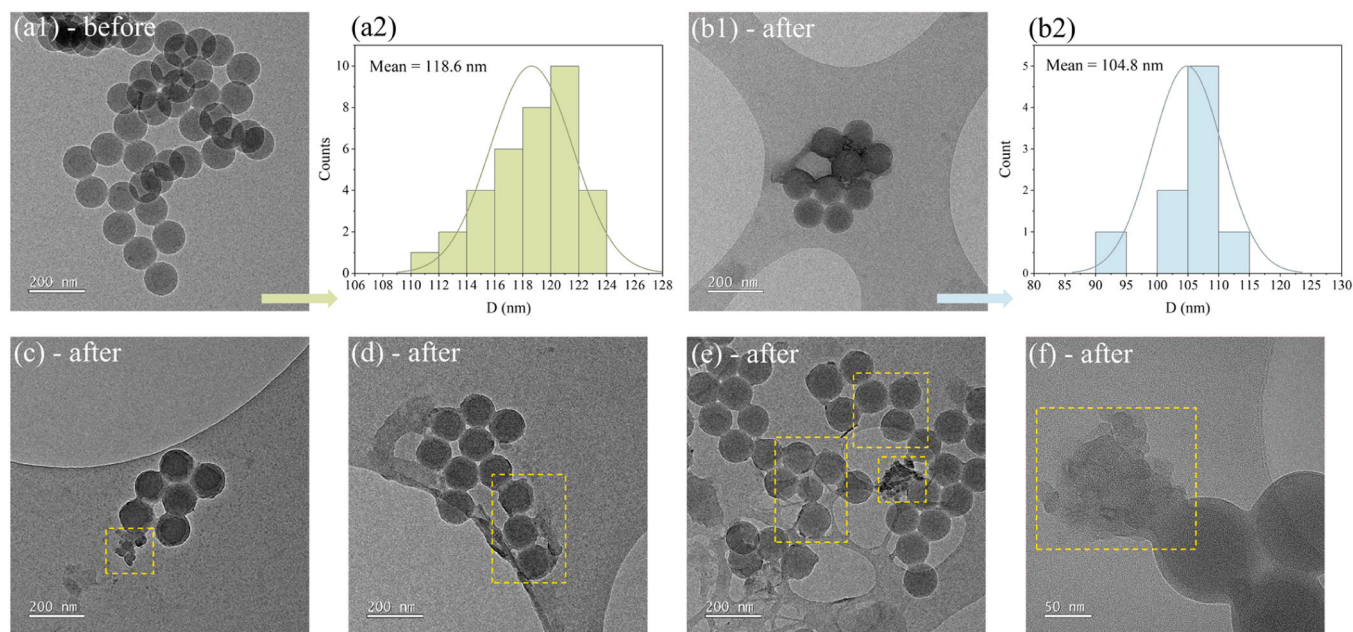 (a1) - before
200 nm
(a2)
Mean = 118.6 nm
Counts
10
8
6
4
2
0
106 108 110 112 114 116 118 120 122 124 126 128
D (nm)
(b1) - after
200 nm
(b2)
Mean = 104.8 nm
Count
5
4
3
2
1
0
80 85 90 95 100 105 110 115 120 125 130
D (nm)
(c) - after
200 nm
(d) - after
200 nm
(e) - after
200 nm
(f) - after
50 nm